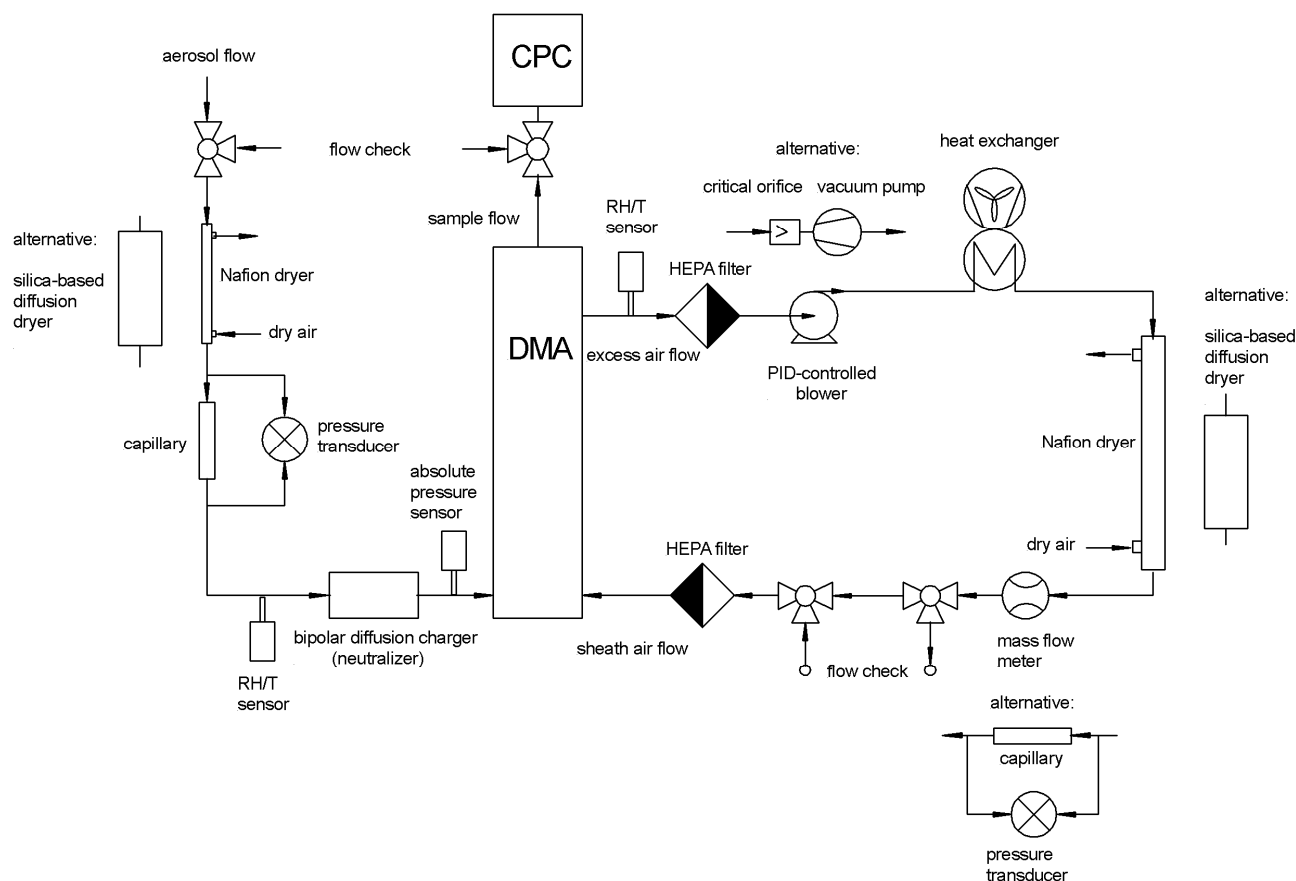 aerosol flow
CPC
flow check
alternative:
critical orifice vacuum pump
heat exchanger
sample flow
RH/T
sensor
HEPA filter
alternative:
silica-based
diffusion
dryer
Nafion dryer
dry air
DMA
excess air flow
PID-controlled
blower
alternative:
silica-based
diffusion
dryer
capillary
pressure
transducer
Nafion dryer
absolute
pressure
sensor
dry air
HEPA filter
bipolar diffusion charger
(neutralizer)
sheath air flow
flow check
mass flow
meter
RH/T
sensor
alternative:
capillary
pressure
transducer